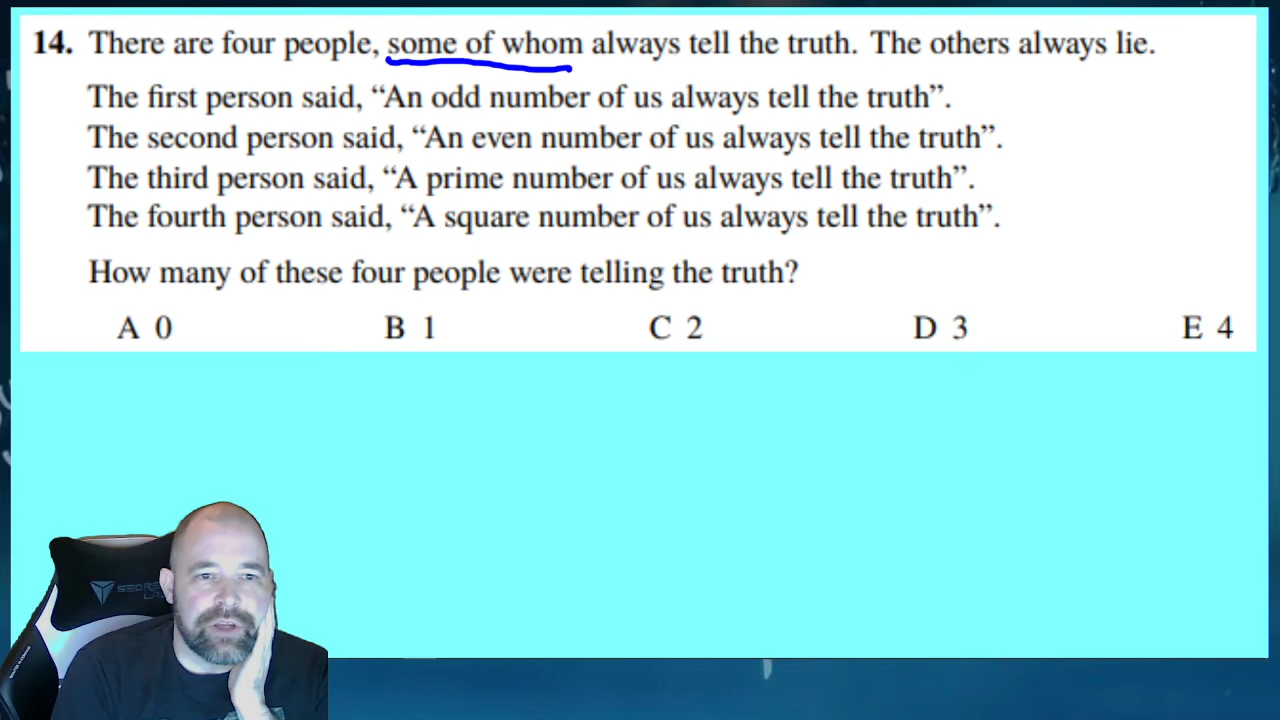 14. There are four people, some of whom always tell the truth. The others always lie.
The first person said, “An odd number of us always tell the truth”.
The second person said, “An even number of us always tell the truth”.
The third person said, “A prime number of us always tell the truth”.
The fourth person said, “A square number of us always tell the truth”.
How many of these four people were telling the truth?
A 0 B 1 C 2 D 3 E 4